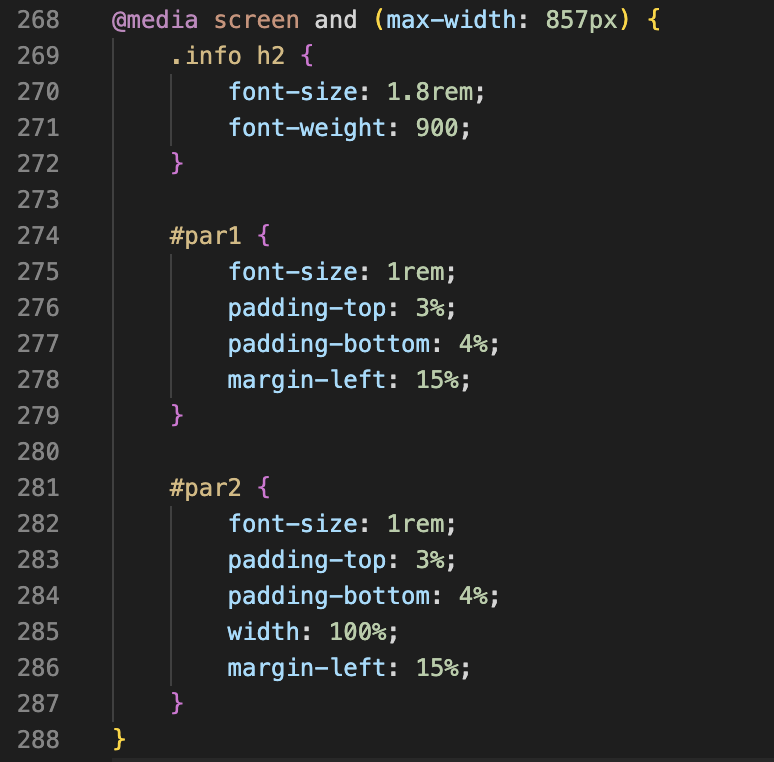 268 @media screen and (max-width: 857px) {
269 .info h2 {
270 font-size: 1.8rem;
271 font-weight: 900;
272 }
273
274 #par1 {
275 font-size: 1rem;
276 padding-top: 3%;
277 padding-bottom: 4%;
278 margin-left: 15%;
279 }
280
281 #par2 {
282 font-size: 1rem;
283 padding-top: 3%;
284 padding-bottom: 4%;
285 width: 100%;
286 margin-left: 15%;
287 }
288 }